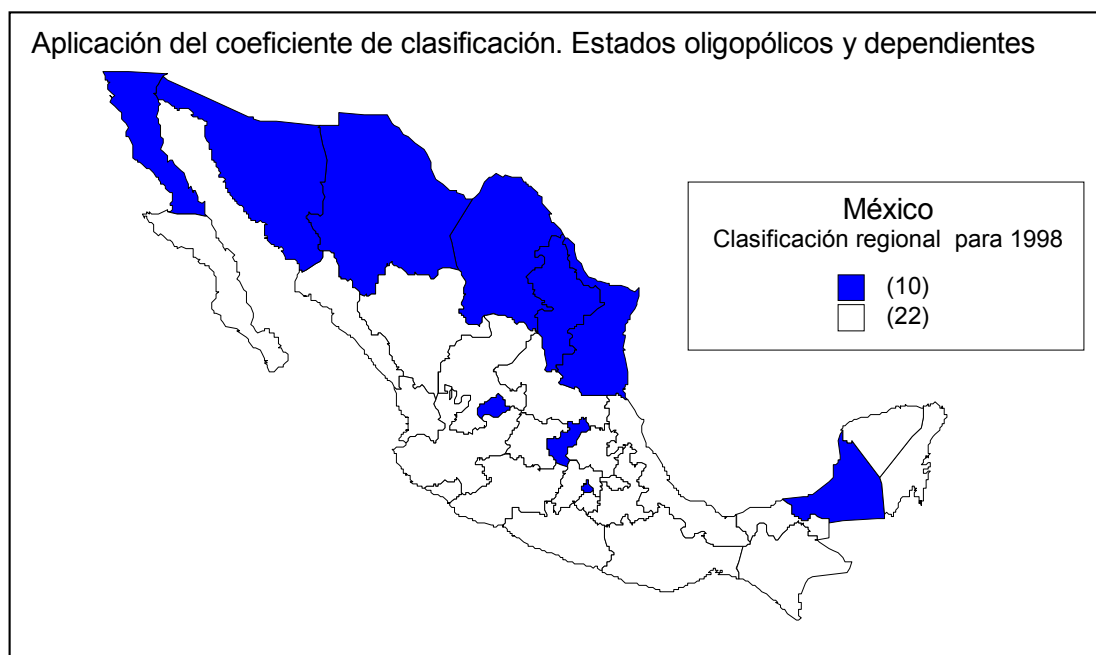 Aplicación del coeficiente de clasificación. Estados oligopólicos y dependientes
México
Clasificación regional para 1998
(10)
(22)